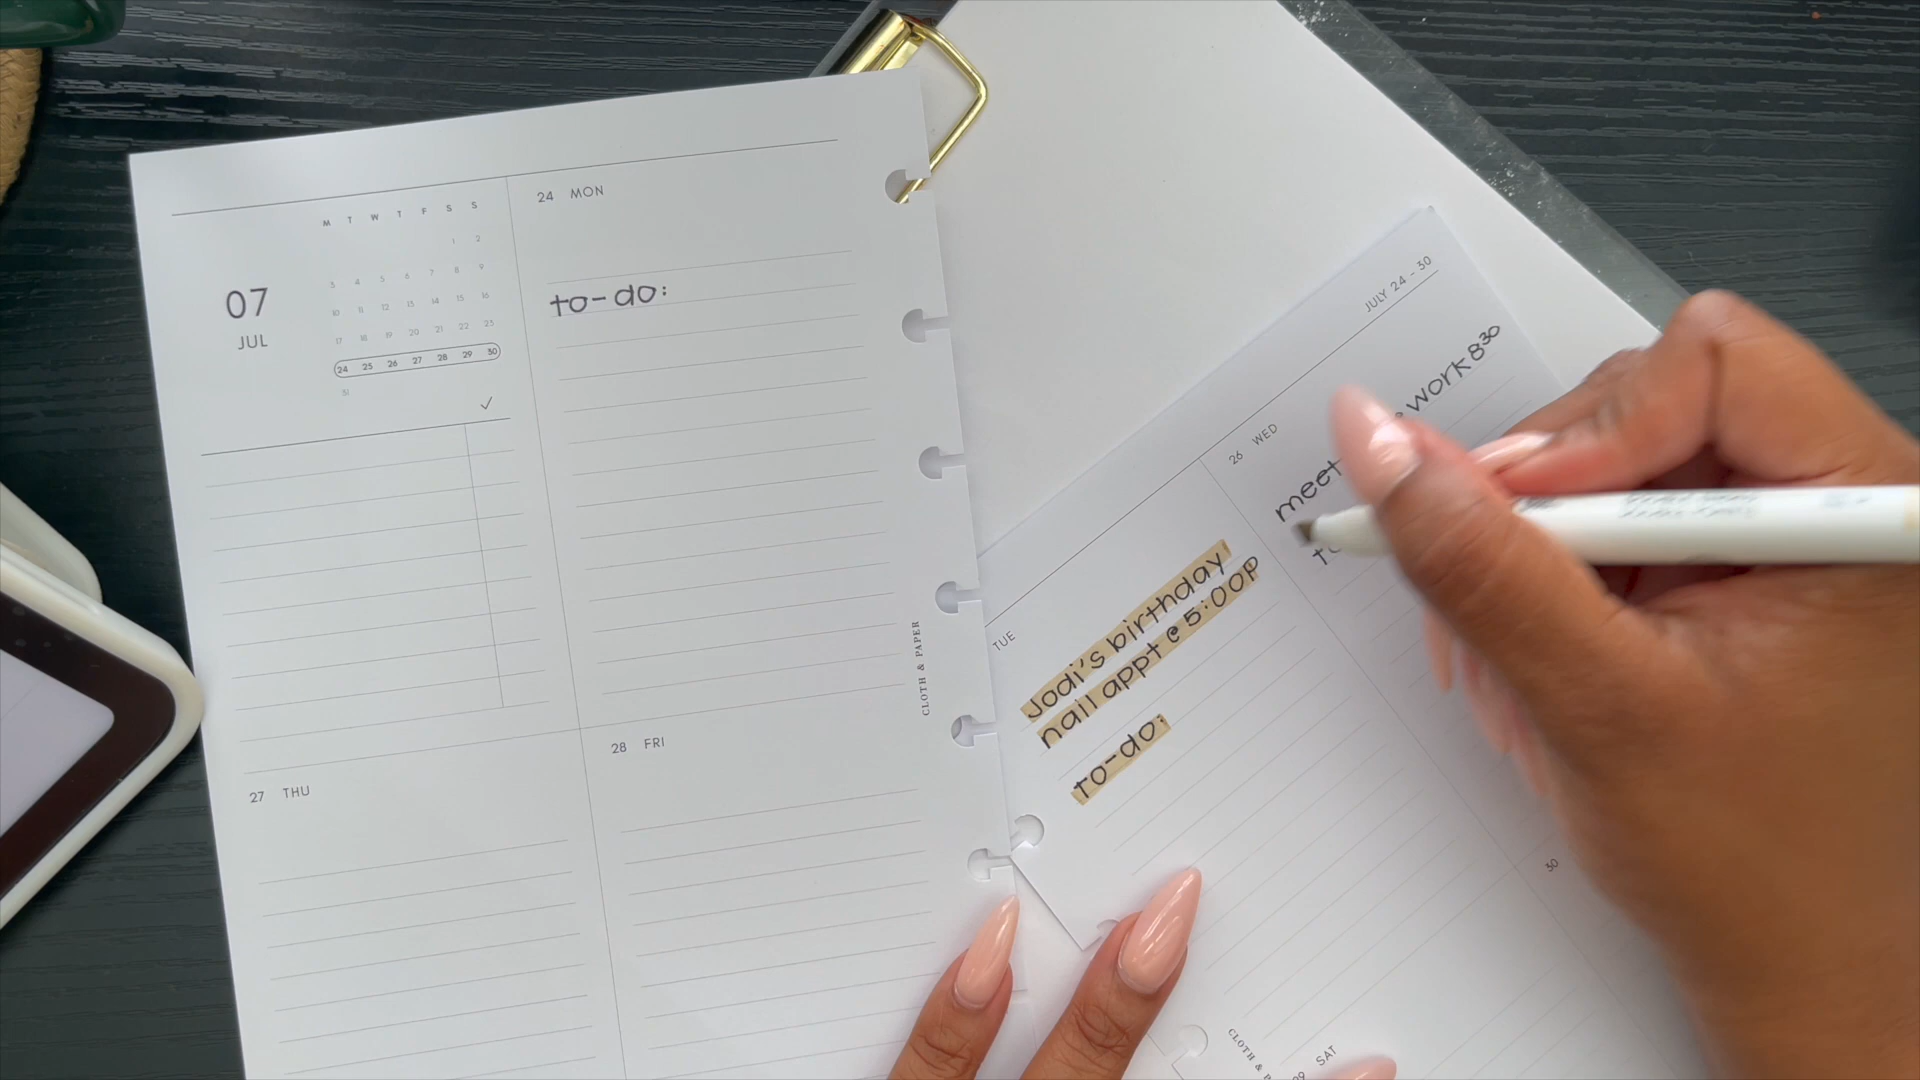 M T W T F S S
1 2
3 4 5 6 7 8 9
10 11 12 13 14 15 16
17 18 19 20 21 22 23
24 25 26 27 28 29 30
31
07
JUL
✓
24 MON
to-do:
27 THU
28 FRI
CLOTH & PAPER
JULY 24 - 30
TUE
Jodi's birthday
nail appt @ 5:00P
to-do:
26 WED
meet
work 8:30
30
SAT
CLOTH &